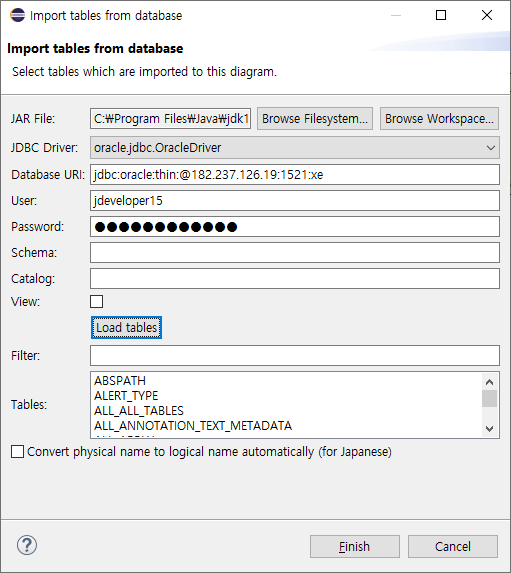 Import tables from database
Import tables from database
Select tables which are imported to this diagram.
JAR File: C:₩Program Files₩Java₩jdk1 Browse Filesystem... Browse Workspace...
JDBC Driver: oracle.jdbc.OracleDriver
Database URI: jdbc:oracle:thin:@182.237.126.19:1521:xe
User: jdeveloper15
Password: ●●●●●●●●●●●●
Schema:
Catalog:
View:
Load tables
Filter:
Tables:
ABSPATH
ALERT_TYPE
ALL_ALL_TABLES
ALL_ANNOTATION_TEXT_METADATA
Convert physical name to logical name automatically (for Japanese)
? Finish Cancel